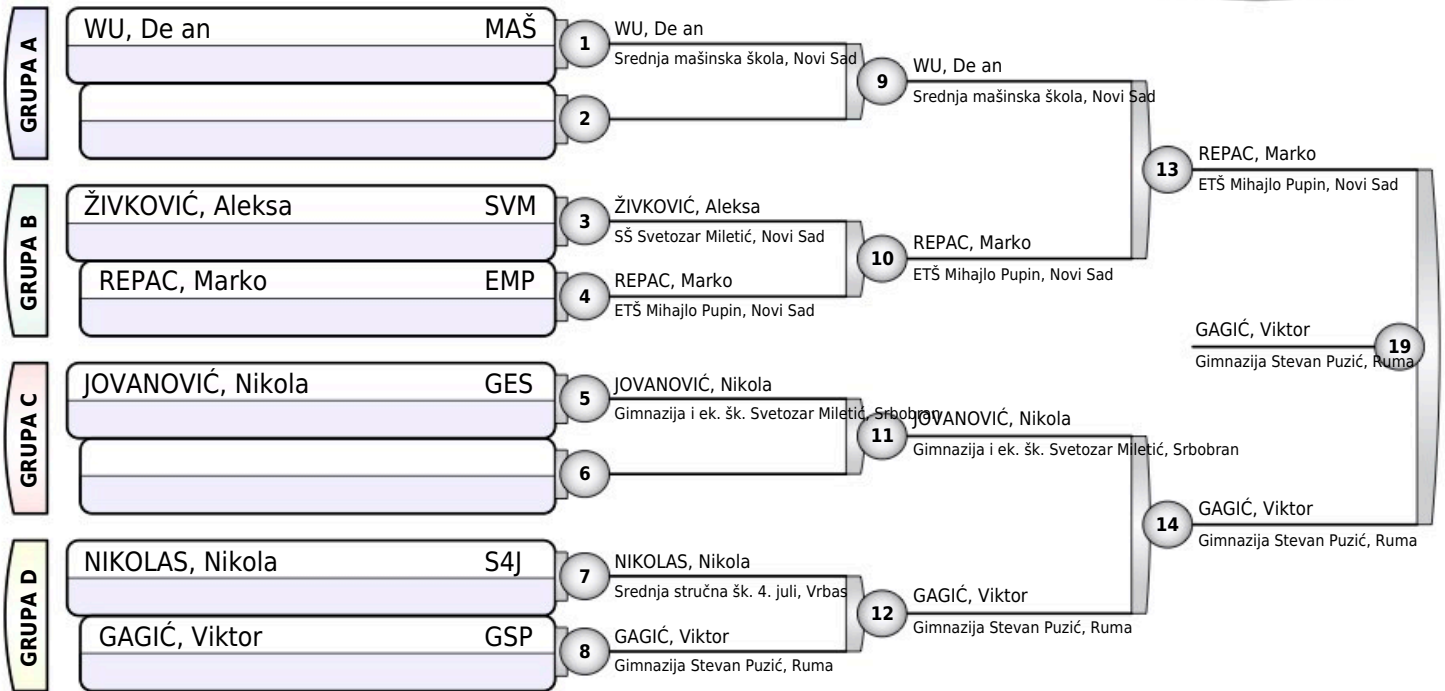 GRUPA A
WU, De an MAŠ
1
WU, De an
Srednja mašinska škola, Novi Sad
2
9
WU, De an
Srednja mašinska škola, Novi Sad
GRUPA B
ŽIVKOVIĆ, Aleksa SVM
3
ŽIVKOVIĆ, Aleksa
SŠ Svetozar Miletić, Novi Sad
REPAC, Marko EMP
4
REPAC, Marko
ETŠ Mihajlo Pupin, Novi Sad
10
REPAC, Marko
ETŠ Mihajlo Pupin, Novi Sad
13
REPAC, Marko
ETŠ Mihajlo Pupin, Novi Sad
GRUPA C
JOVANOVIĆ, Nikola GES
5
JOVANOVIĆ, Nikola
Gimnazija i ek. šk. Svetozar Miletić, Srbobran
6
11
JOVANOVIĆ, Nikola
Gimnazija i ek. šk. Svetozar Miletić, Srbobran
GRUPA D
NIKOLAS, Nikola S4J
7
NIKOLAS, Nikola
Srednja stručna šk. 4. juli, Vrbas
GAGIĆ, Viktor GSP
8
GAGIĆ, Viktor
Gimnazija Stevan Puzić, Ruma
12
GAGIĆ, Viktor
Gimnazija Stevan Puzić, Ruma
14
GAGIĆ, Viktor
Gimnazija Stevan Puzić, Ruma
GAGIĆ, Viktor
Gimnazija Stevan Puzić, Ruma
19